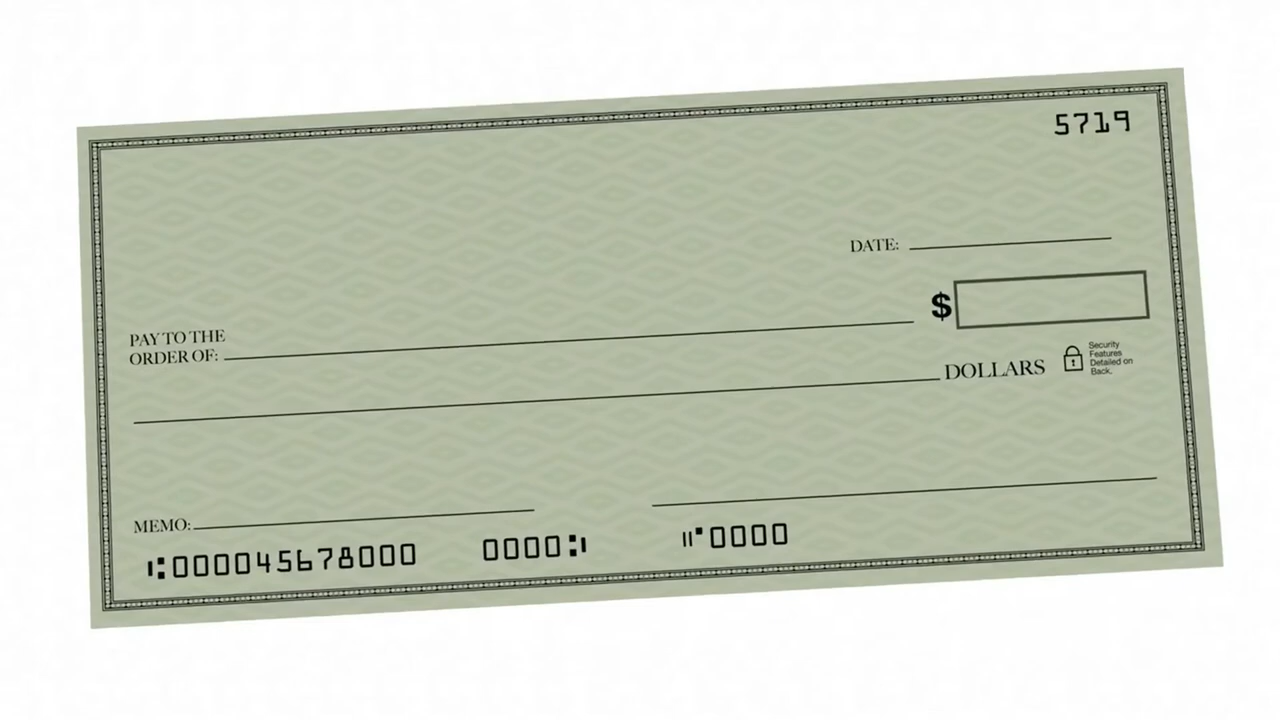 5719
DATE:
$
PAY TO THE
ORDER OF:
DOLLARS
Security
Features
Detailed on
Back.
MEMO:
⑆000045678000 0000⑆ ⑈0000